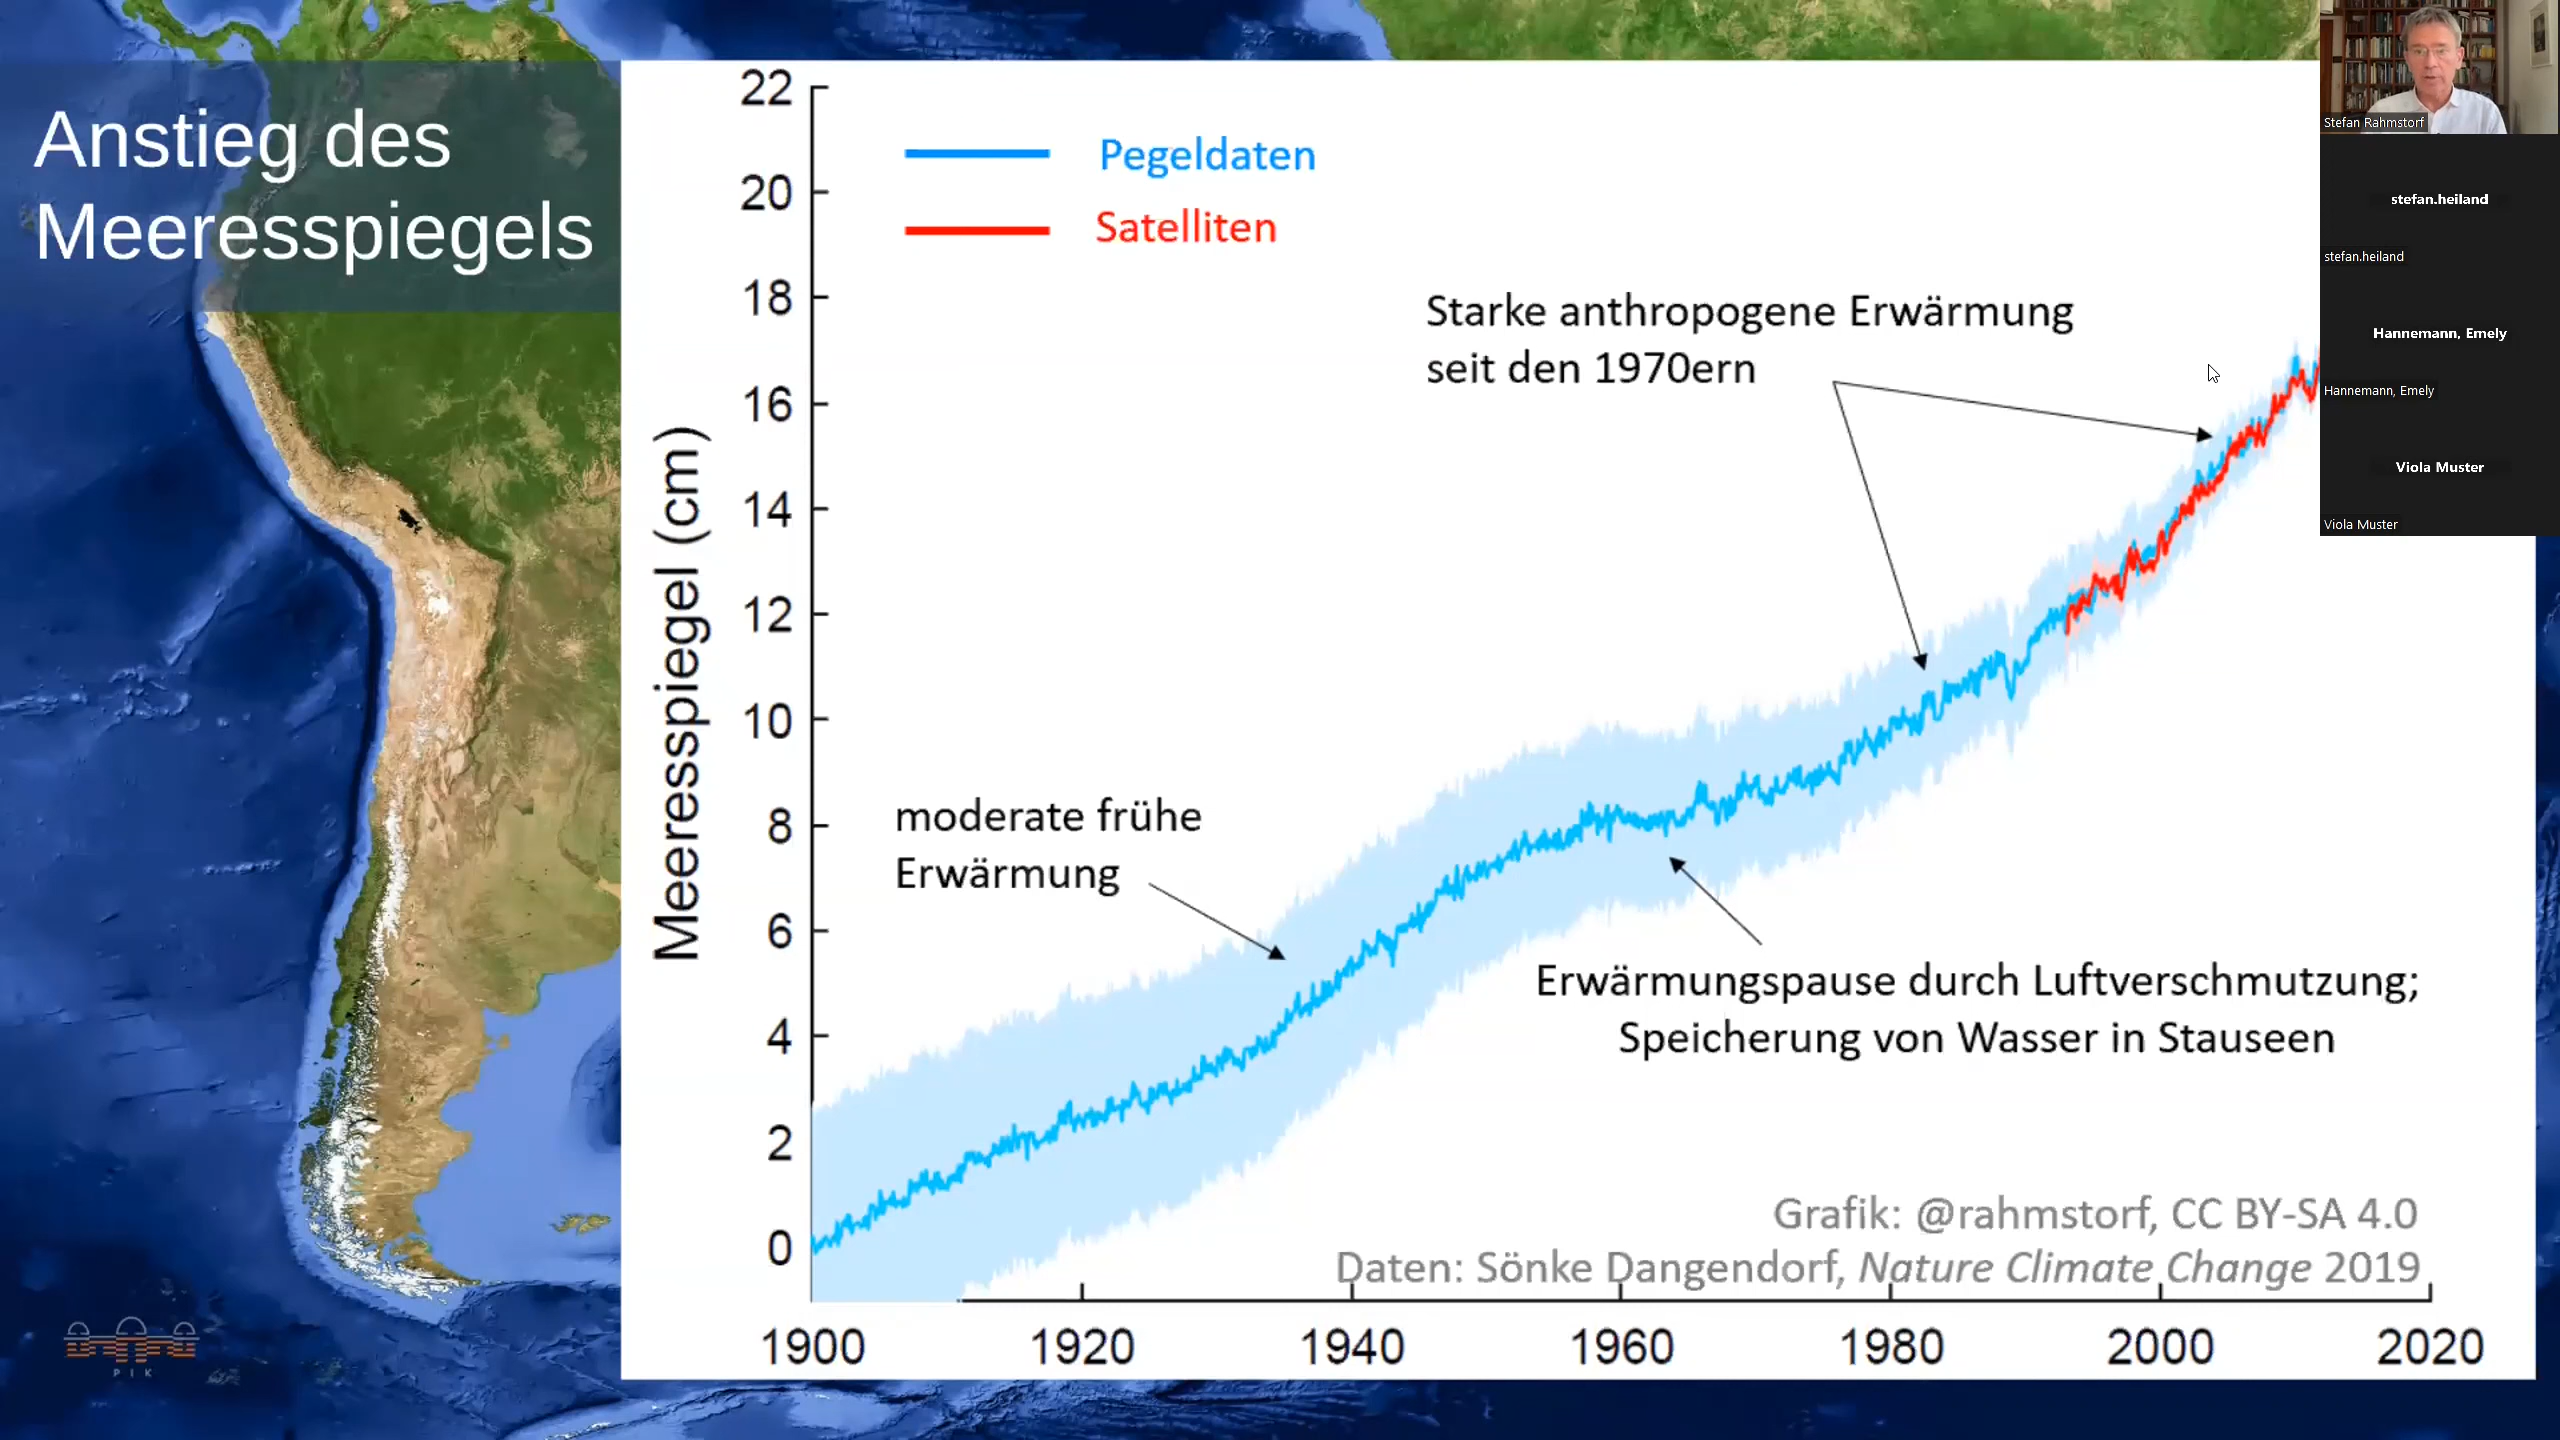 Anstieg des
Meeresspiegels
22
20
18
16
14
12
10
8
6
4
2
0
Meeresspiegel (cm)
Pegeldaten
Satelliten
Starke anthropogene Erwärmung
seit den 1970ern
moderate frühe
Erwärmung
Erwärmungspause durch Luftverschmutzung;
Speicherung von Wasser in Stauseen
Grafik: @rahmstorf, CC BY-SA 4.0
Daten: Sönke Dangendorf, Nature Climate Change 2019
1900 1920 1940 1960 1980 2000 2020
PIK
Stefan Rahmstorf
stefan.heiland
stefan.heiland
Hannemann, Emely
Hannemann, Emely
Viola Muster
Viola Muster